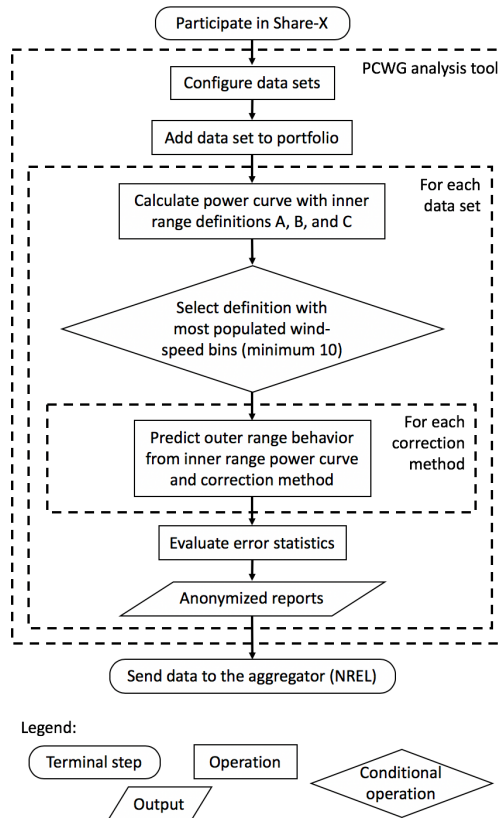 Participate in Share-X
PCWG analysis tool
Configure data sets
Add data set to portfolio
For each
data set
Calculate power curve with inner
range definitions A, B, and C
Select definition with
most populated wind-
speed bins (minimum 10)
For each
correction
method
Predict outer range behavior
from inner range power curve
and correction method
Evaluate error statistics
Anonymized reports
Send data to the aggregator (NREL)
Legend:
Terminal step
Operation
Conditional
operation
Output